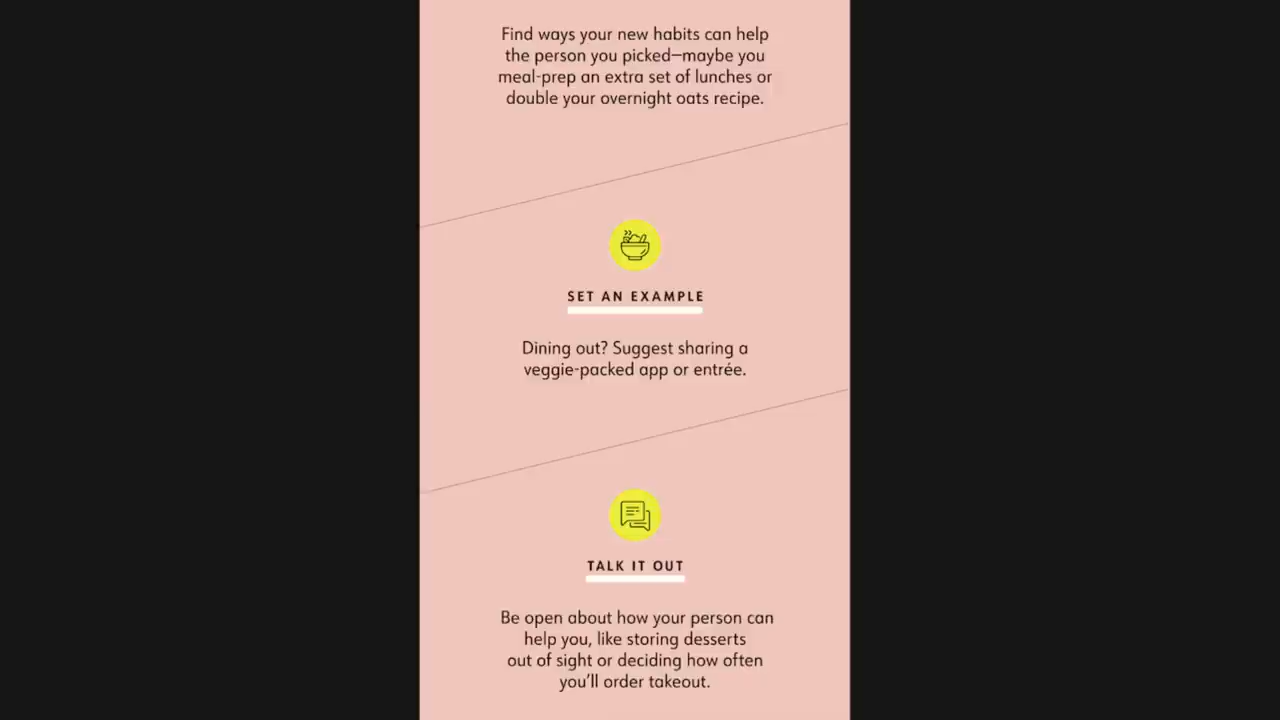 Find ways your new habits can help
the person you picked—maybe you
meal-prep an extra set of lunches or
double your overnight oats recipe.
SET AN EXAMPLE
Dining out? Suggest sharing a
veggie-packed app or entrée.
TALK IT OUT
Be open about how your person can
help you, like storing desserts
out of sight or deciding how often
you’ll order takeout.